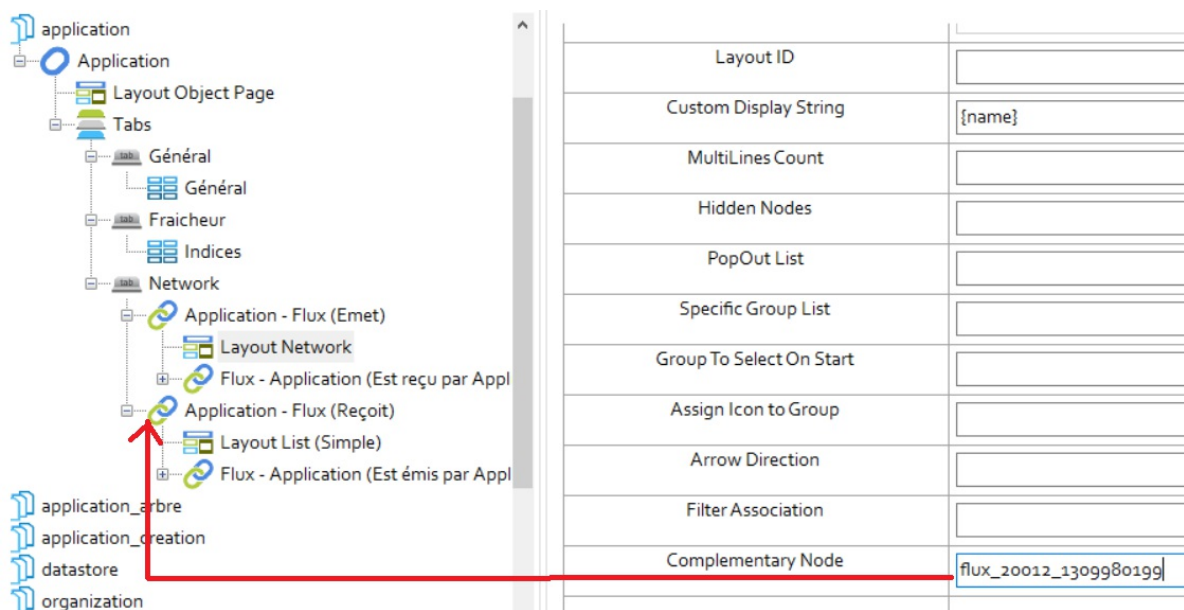 application
Application
Layout Object Page
Tabs
tab Général
Général
tab Fraicheur
Indices
tab Network
Application - Flux (Emet)
Layout Network
Flux - Application (Est reçu par Appl
Application - Flux (Reçoit)
Layout List (Simple)
Flux - Application (Est émis par Appl
application_arbre
application_creation
datastore
organization
Layout ID
Custom Display String {name}
MultiLines Count
Hidden Nodes
PopOut List
Specific Group List
Group To Select On Start
Assign Icon to Group
Arrow Direction
Filter Association
Complementary Node flux_20012_1309980199